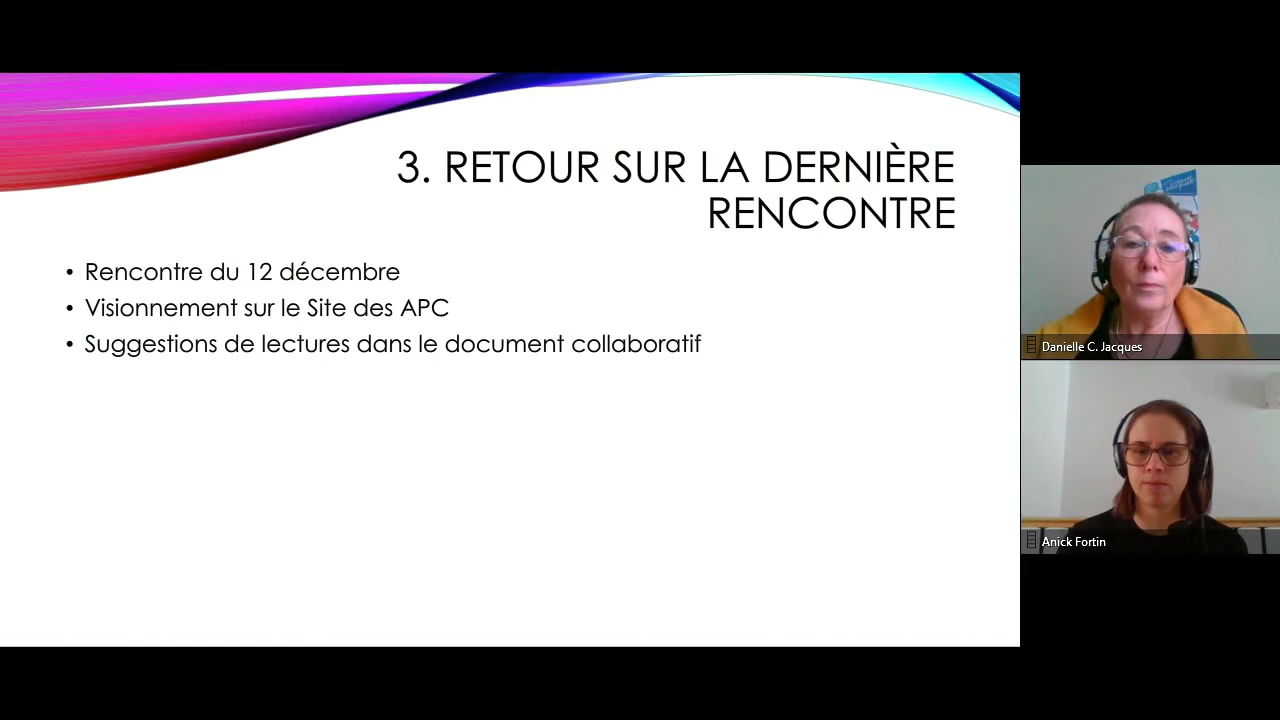 3. RETOUR SUR LA DERNIÈRE
RENCONTRE
• Rencontre du 12 décembre
• Visionnement sur le Site des APC
• Suggestions de lectures dans le document collaboratif
Danielle C. Jacques
Anick Fortin